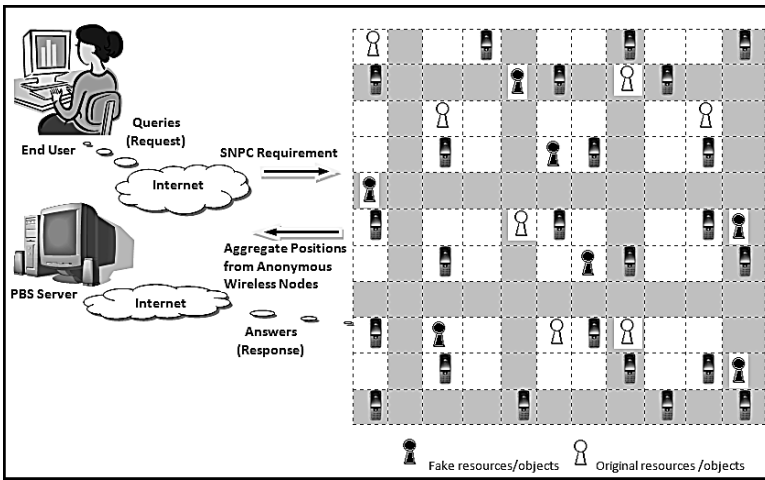 Queries
(Request)
End User
Internet
SNPC Requirement
Aggregate Positions
from Anonymous
Wireless Nodes
PBS Server
Internet
Answers
(Response)
Fake resources/objects
Original resources /objects